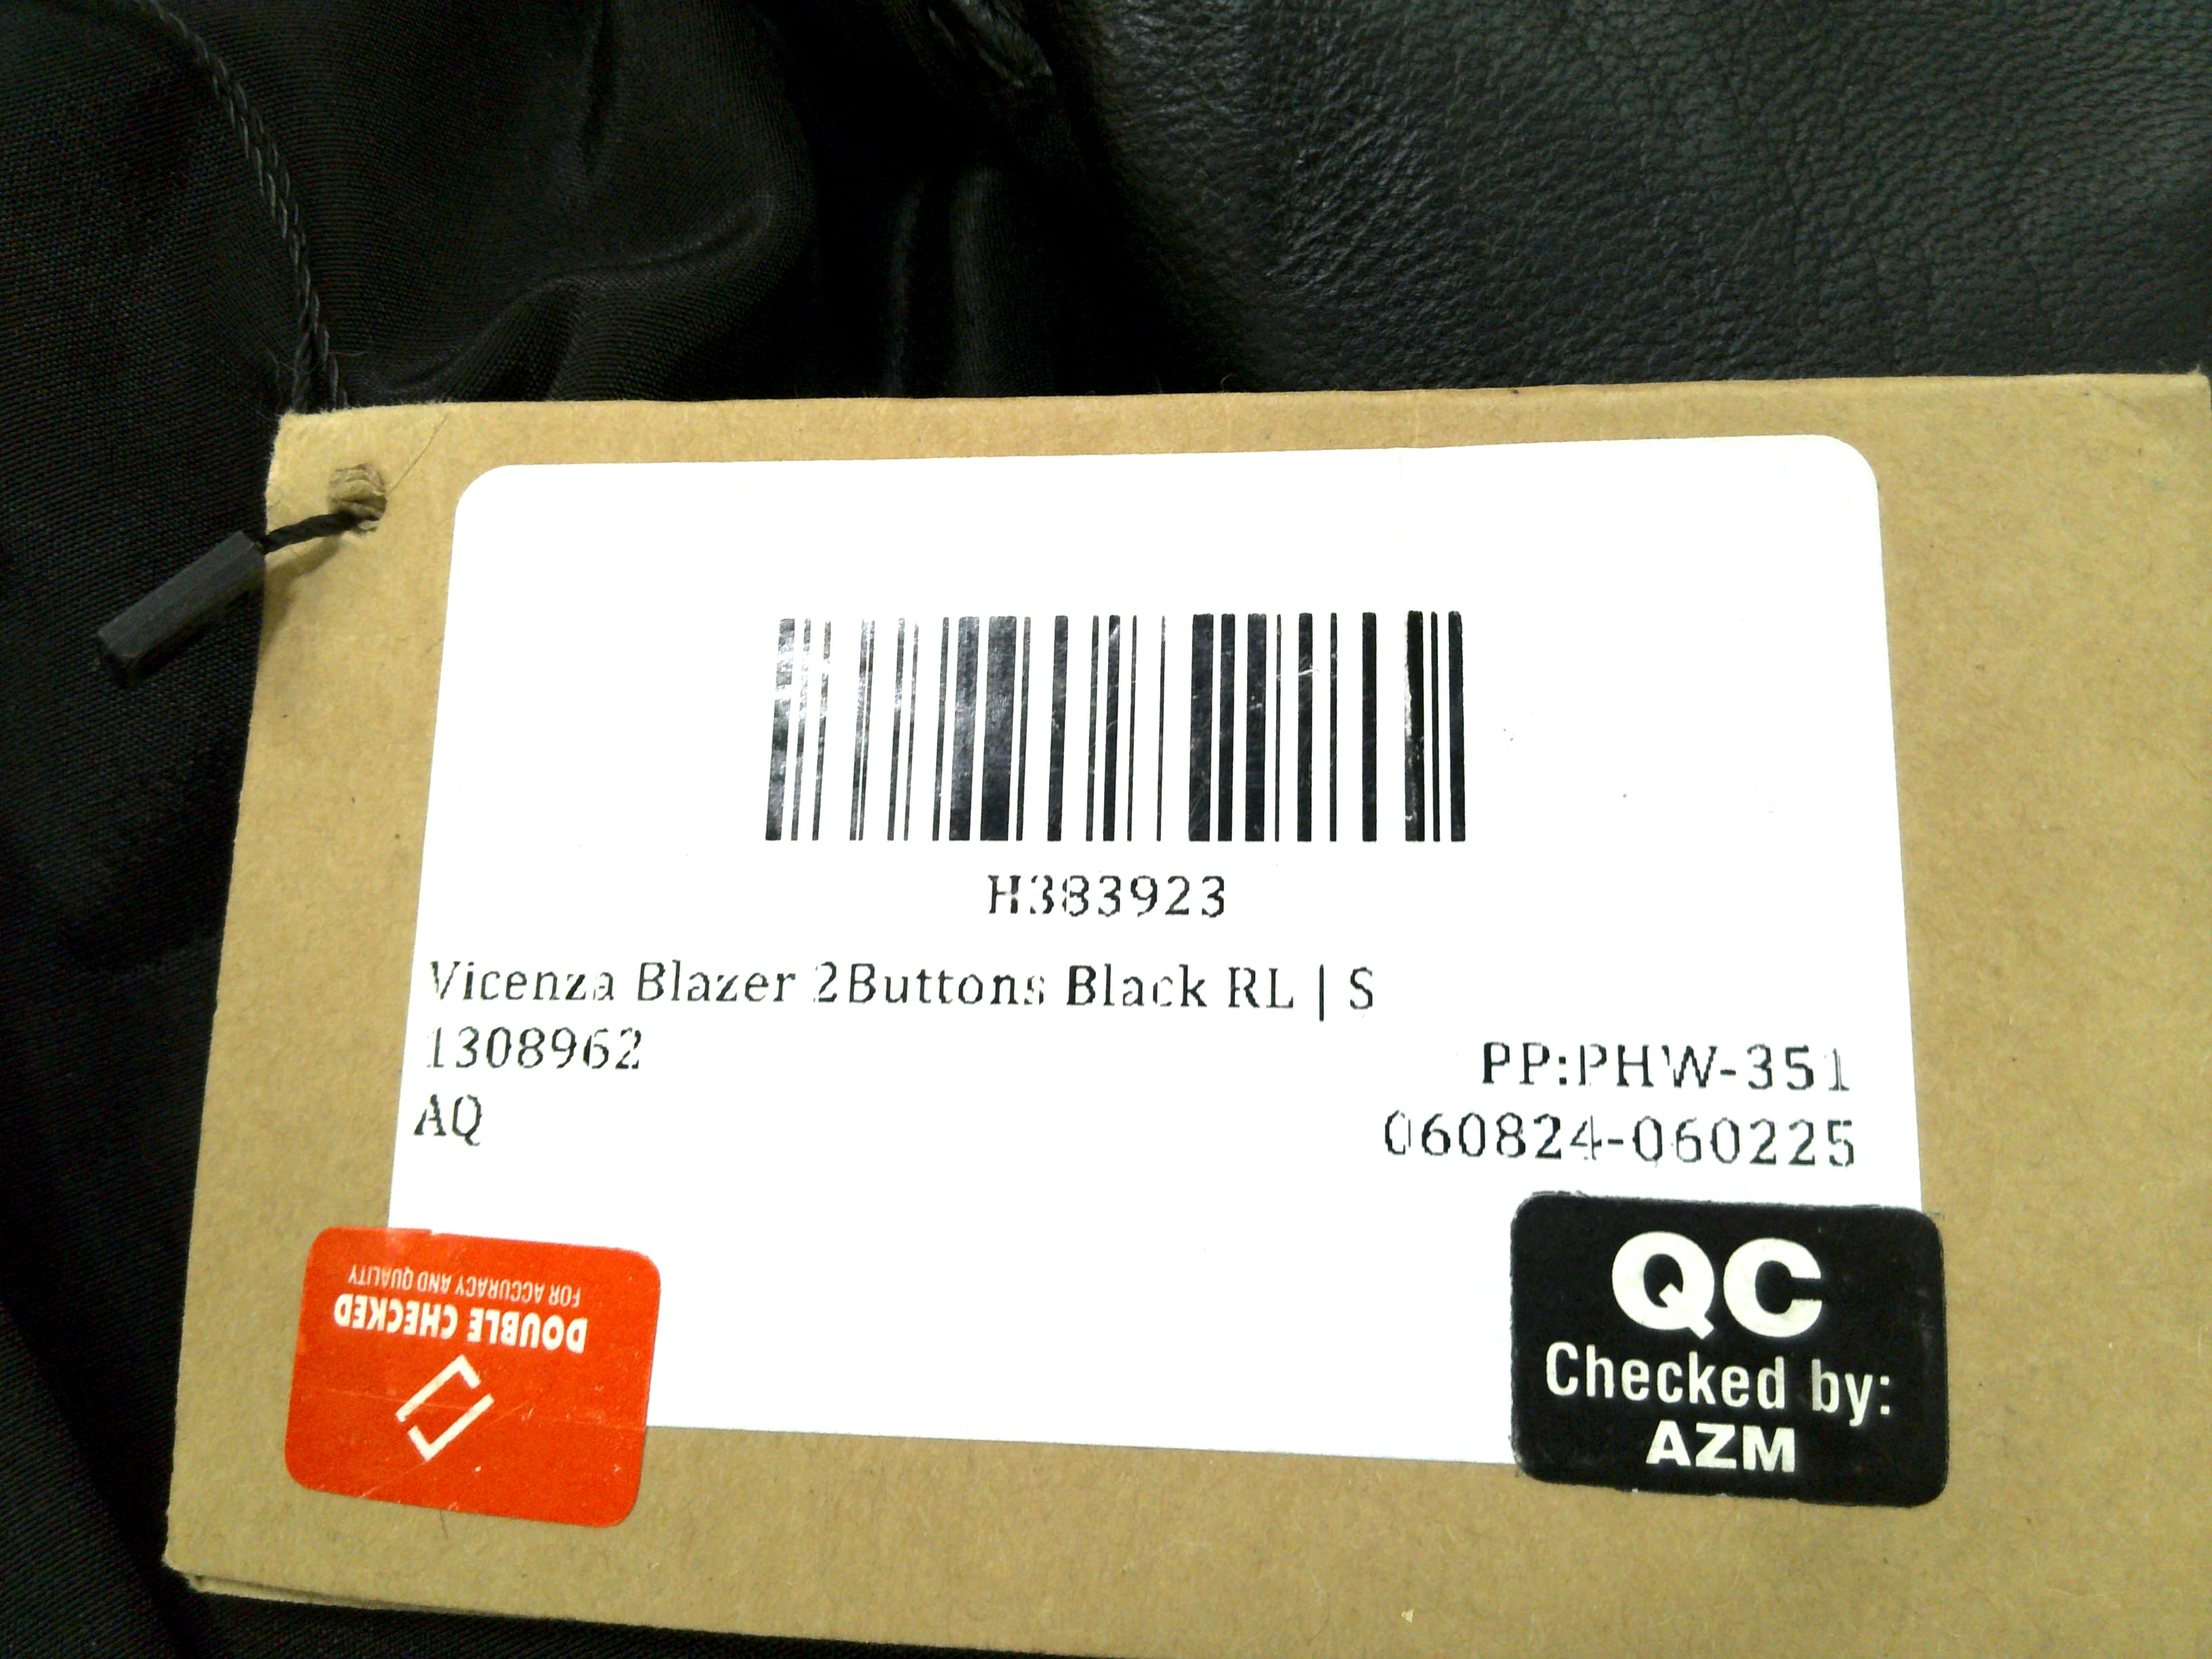 H383923
Vicenza Blazer 2Buttons Black RL | S
1308962
PP:PHW-351
AQ
060824-060225
DOUBLE CHECKED
FOR ACCURACY AND QUALITY
QC
Checked by:
AZM